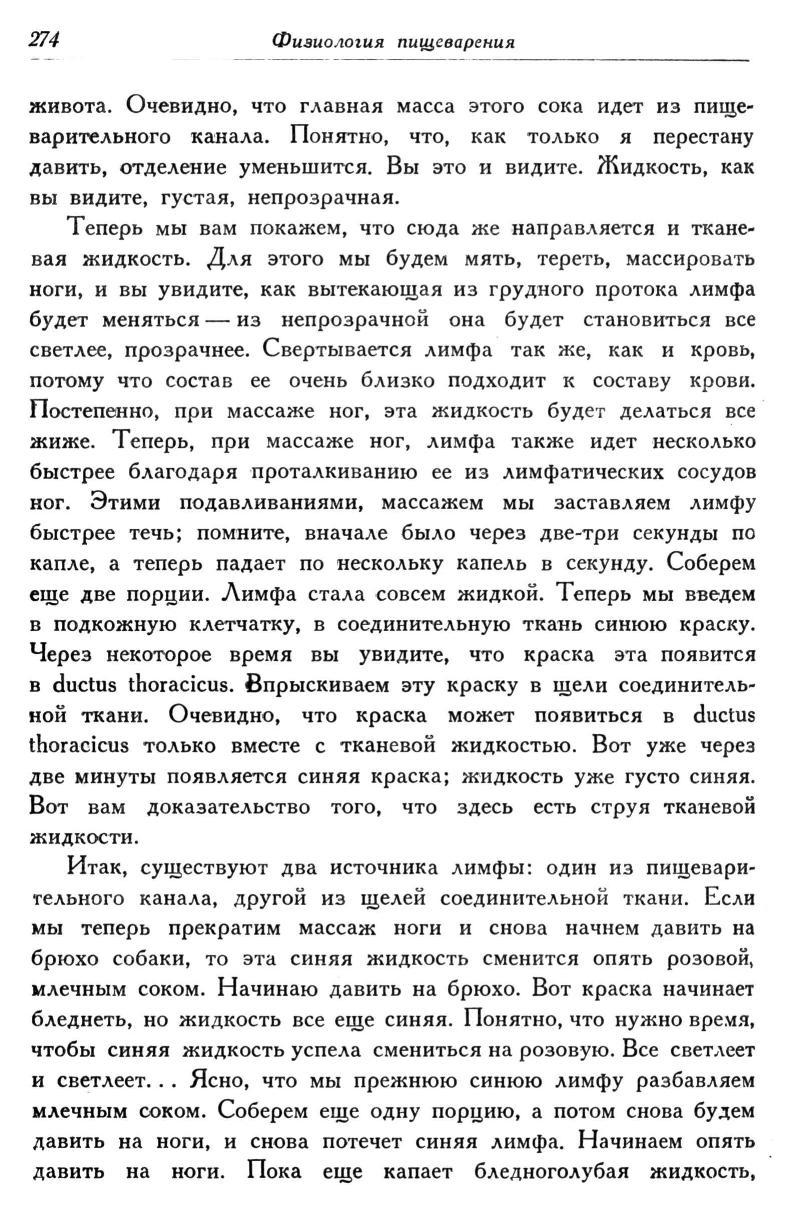 274
Физиология пищеварения
живота. Очевидно, что главная масса этого сока идет из пище-
варительного канала. Понятно, что, как только я перестану
давить, отделение уменьшится. Вы это и видите. Жидкость, как
вы видите, густая, непрозрачная.
Теперь мы вам покажем, что сюда же направляется и ткане-
вая жидкость. Для этого мы будем мять, тереть, массировать
ноги, и вы увидите, как вытекающая из грудного протока лимфа
будет меняться — из непрозрачной она будет становиться все
светлее, прозрачнее. Свертывается лимфа так же, как и кровь,
потому что состав ее очень близко подходит к составу крови.
Постепенно, при массаже ног, эта жидкость будет делаться все
жиже. Теперь, при массаже ног, лимфа также идет несколько
быстрее благодаря проталкиванию ее из лимфатических сосудов
ног. Этими подавливаниями, массажем мы заставляем лимфу
быстрее течь; помните, вначале было через две-три секунды по
капле, а теперь падает по нескольку капель в секунду. Соберем
еще две порции. Лимфа стала совсем жидкой. Теперь мы введем
в подкожную клетчатку, в соединительную ткань синюю краску.
Через некоторое время вы увидите, что краска эта появится
в ductus thoracicus. Впрыскиваем эту краску в щели соединитель-
ной ткани. Очевидно, что краска может появиться в ductus
thoracicus только вместе с тканевой жидкостью. Вот уже через
две минуты появляется синяя краска; жидкость уже густо синяя.
Вот вам доказательство того, что здесь есть струя тканевой
жидкости.
Итак, существуют два источника лимфы: один из пищевари-
тельного канала, другой из щелей соединительной ткани. Если
мы теперь прекратим массаж ноги и снова начнем давить на
брюхо собаки, то эта синяя жидкость сменится опять розовой,
млечным соком. Начинаю давить на брюхо. Вот краска начинает
бледнеть, но жидкость все еще синяя. Понятно, что нужно время,
чтобы синяя жидкость успела смениться на розовую. Все светлеет
и светлеет... Ясно, что мы прежнюю синюю лимфу разбавляем
млечным соком. Соберем еще одну порцию, а потом снова будем
давить на ноги, и снова потечет синяя лимфа. Начинаем опять
давить на ноги. Пока еще капает бледноголубая жидкость,